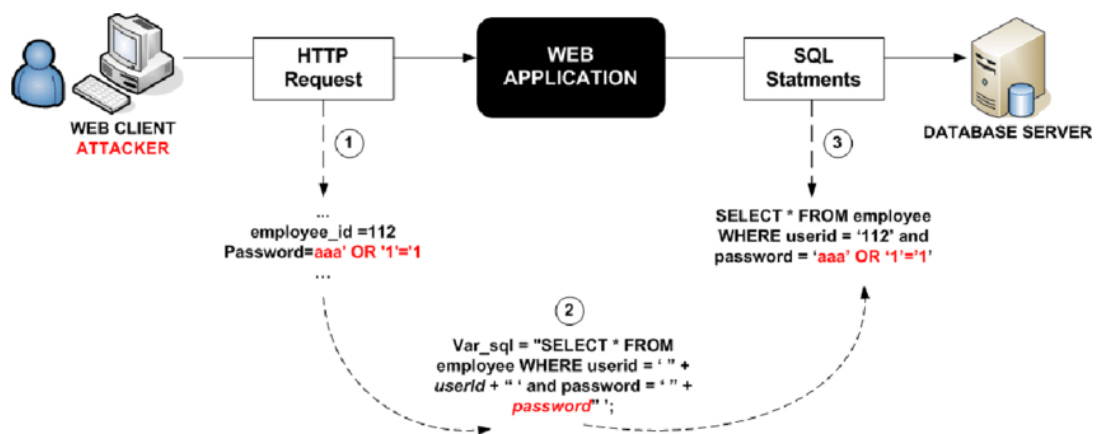 HTTP
Request
WEB
APPLICATION
SQL
Statments
WEB CLIENT
ATTACKER
DATABASE SERVER
1
3
...
employee_id =112
Password=aaa' OR '1'='1
...
SELECT * FROM employee
WHERE userid = ‘112’ and
password = ‘aaa’ OR ‘1’=’1’
2
Var_sql = "SELECT * FROM
employee WHERE userid = ‘ ” +
userid + “ ‘ and password = ‘ ” +
password” ’;